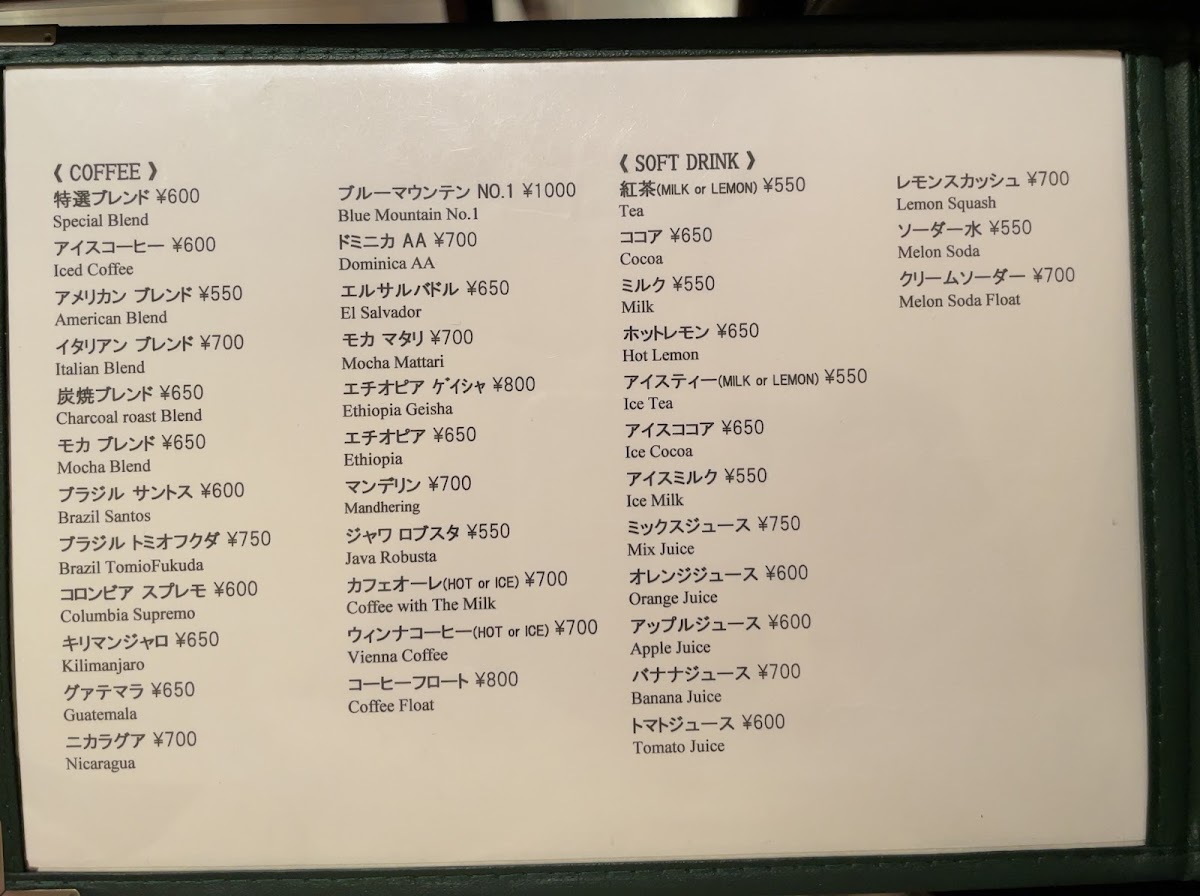 《 COFFEE 》
特選ブレンド ¥600
Special Blend
アイスコーヒー ¥600
Iced Coffee
アメリカン ブレンド ¥550
American Blend
イタリアン ブレンド ¥700
Italian Blend
炭焼ブレンド ¥650
Charcoal roast Blend
モカ ブレンド ¥650
Mocha Blend
ブラジル サントス ¥600
Brazil Santos
ブラジル トミオフクダ ¥750
Brazil TomioFukuda
コロンビア スプレモ ¥600
Columbia Supremo
キリマンジャロ ¥650
Kilimanjaro
グァテマラ ¥650
Guatemala
ニカラグア ¥700
Nicaragua
ブルーマウンテン NO.1 ¥1000
Blue Mountain No.1
ドミニカ AA ¥700
Dominica AA
エルサルバドル ¥650
El Salvador
モカ マタリ ¥700
Mocha Mattari
エチオピア ゲイシャ ¥800
Ethiopia Geisha
エチオピア ¥650
Ethiopia
マンデリン ¥700
Mandhering
ジャワ ロブスタ ¥550
Java Robusta
カフェオーレ(HOT or ICE) ¥700
Coffee with The Milk
ウィンナコーヒー(HOT or ICE) ¥700
Vienna Coffee
コーヒーフロート ¥800
Coffee Float
《 SOFT DRINK 》
紅茶(MILK or LEMON) ¥550
Tea
ココア ¥650
Cocoa
ミルク ¥550
Milk
ホットレモン ¥650
Hot Lemon
アイスティー(MILK or LEMON) ¥550
Ice Tea
アイスココア ¥650
Ice Cocoa
アイスミルク ¥550
Ice Milk
ミックスジュース ¥750
Mix Juice
オレンジジュース ¥600
Orange Juice
アップルジュース ¥600
Apple Juice
バナナジュース ¥700
Banana Juice
トマトジュース ¥600
Tomato Juice
レモンスカッシュ ¥700
Lemon Squash
ソーダー水 ¥550
Melon Soda
クリームソーダー ¥700
Melon Soda Float